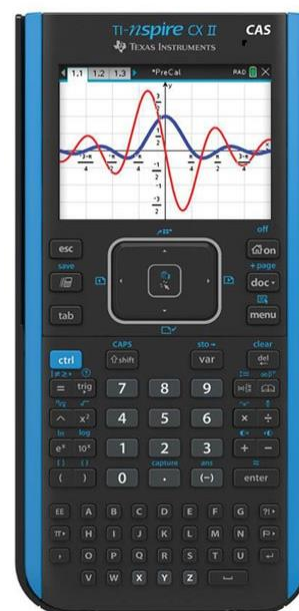 TI-nspire CX II CAS
TEXAS INSTRUMENTS
1.1 1.2 1.3 *PreCal RAD
y
off
esc on
save + page
doc
tab menu
CAPS sto→ clear
ctrl shift var del
= trig 7 8 9
^ x² 4 5 6 × ÷
ln log
eˣ 10ˣ 1 2 3 + −
capture ans
( ) 0 . (−) enter
EE A B C D E F G ?!
π H I J K L M N
, O P Q R S T U
V W X Y Z